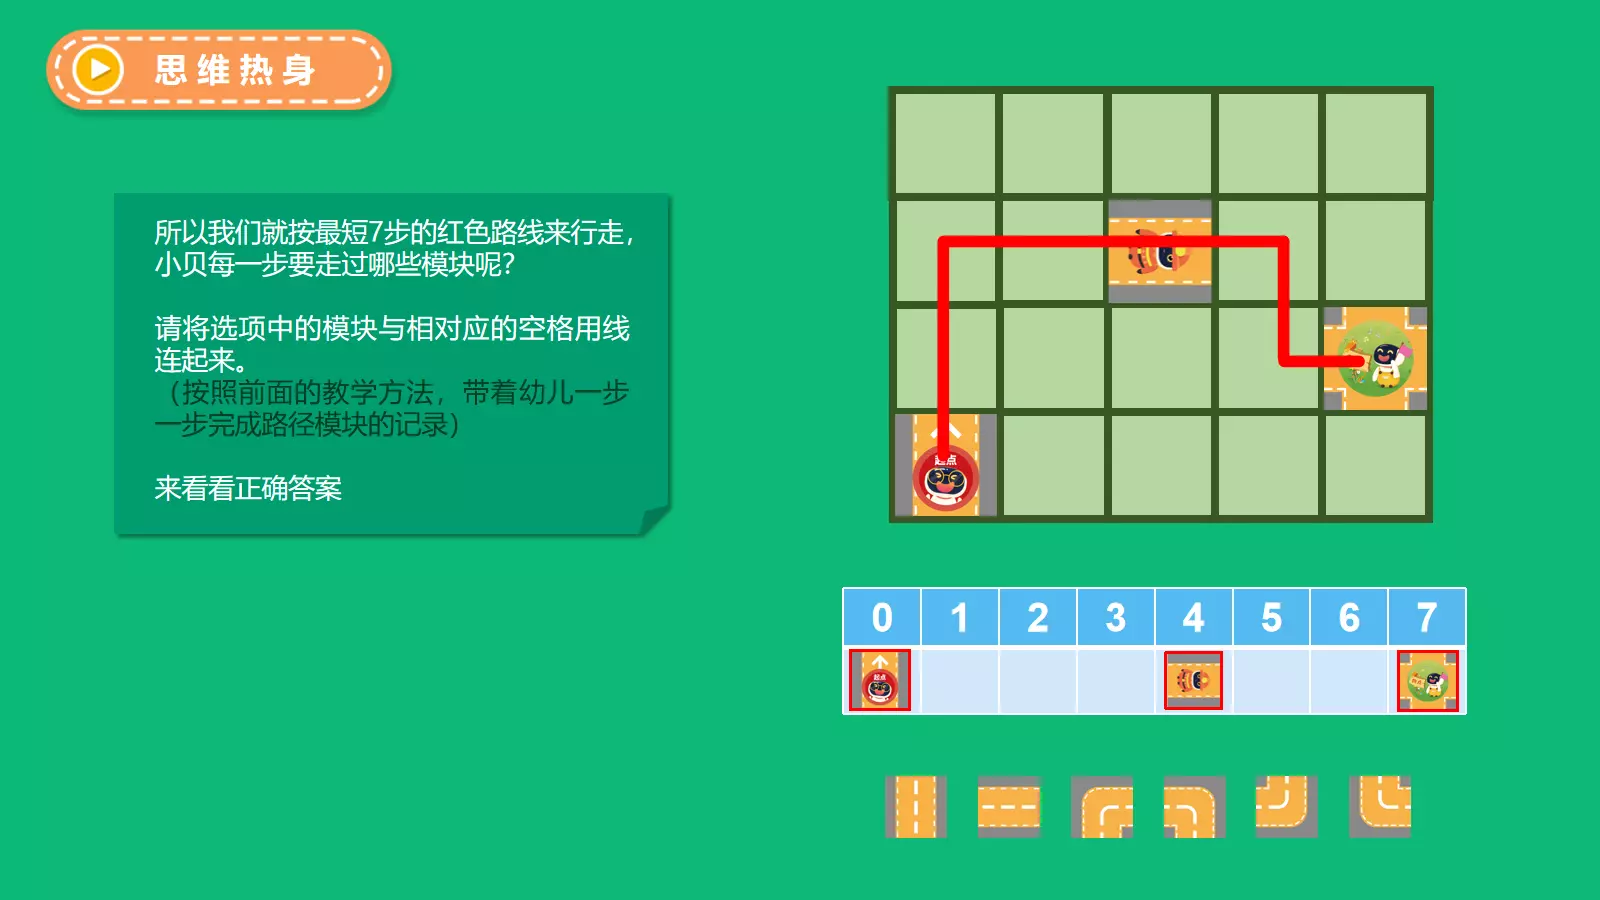 思维热身
所以我们就按最短7步的红色路线来行走，
小贝每一步要走过哪些模块呢？
请将选项中的模块与相对应的空格用线
连起来。
（按照前面的教学方法，带着幼儿一步
一步完成路径模块的记录）
来看看正确答案
0 1 2 3 4 5 6 7
起点